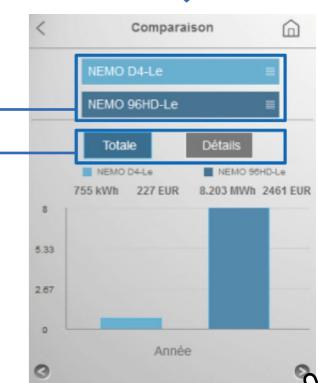 Comparaison
NEMO D4-Le
NEMO 96HD-Le
Totale Détails
NEMO D4-Le NEMO 96HD-Le
755 kWh 227 EUR 8.203 MWh 2461 EUR
8
5.33
2.67
0
Année